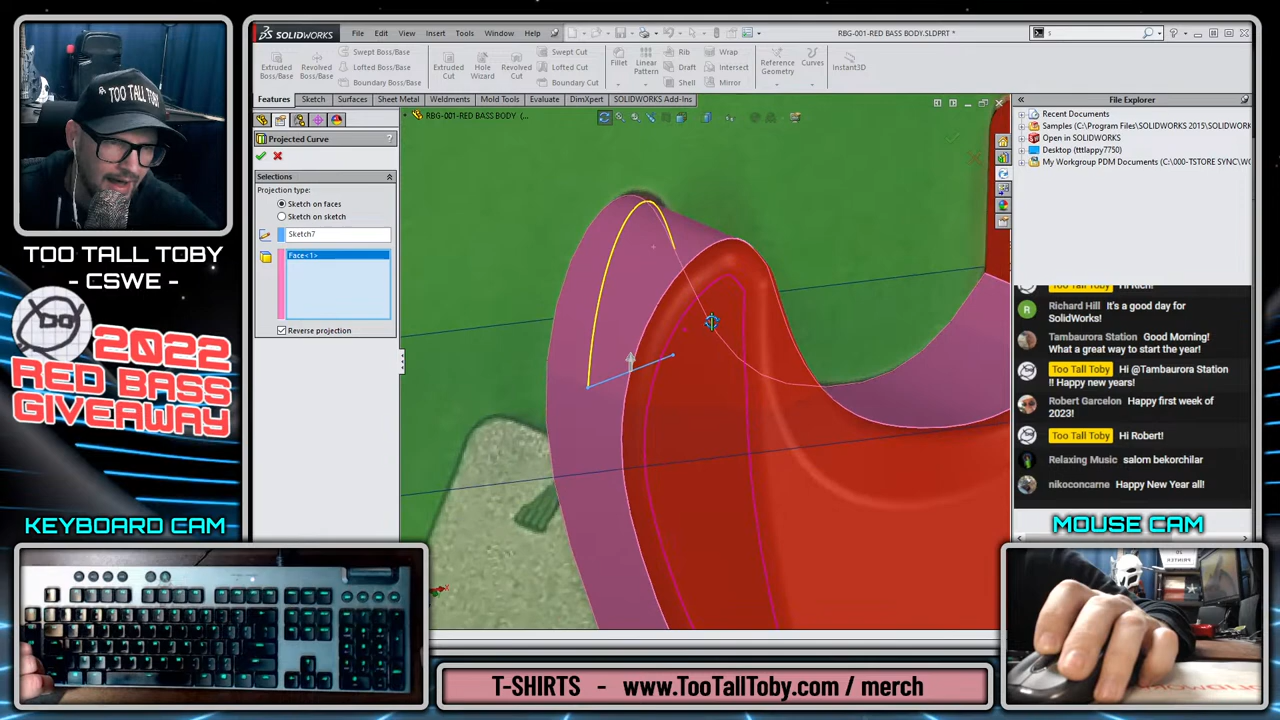 TOO TALL TOBY
- CSWE -
2022
RED BASS
GIVEAWAY
KEYBOARD CAM
SOLIDWORKS
File
Edit
View
Insert
Tools
Window
Help
RBG-001-RED BASS BODY.SLDPRT *
Extruded Boss/Base
Revolved Boss/Base
Swept Boss/Base
Lofted Boss/Base
Boundary Boss/Base
Extruded Cut
Hole Wizard
Revolved Cut
Swept Cut
Lofted Cut
Boundary Cut
Fillet
Linear Pattern
Rib
Draft
Shell
Wrap
Intersect
Mirror
Reference Geometry
Curves
Instant3D
Features
Sketch
Surfaces
Sheet Metal
Weldments
Mold Tools
Evaluate
DimXpert
SOLIDWORKS Add-Ins
RBG-001-RED BASS BODY (...
Projected Curve
?
Selections
Projection type:
Sketch on faces
Sketch on sketch
Sketch7
Face<1>
Reverse projection
File Explorer
Recent Documents
Samples (C:\Program Files\SOLIDWORKS 2015\SOLIDWORK
Open in SOLIDWORKS
Desktop (tttlappy7750)
My Workgroup PDM Documents (C:\000-TSTORE SYNC\W
Too Tall Toby Hi Rich!
Richard Hill It's a good day for
SolidWorks!
Tambaurora Station Good Morning!
What a great way to start the year!
Too Tall Toby Hi @Tambaurora Station
!! Happy new years!
Robert Garcelon Happy first week of
2023!
Too Tall Toby Hi Robert!
Relaxing Music salom bekorchilar
nikoconcarne Happy New Year all!
MOUSE CAM
T-SHIRTS - www.TooTallToby.com / merch